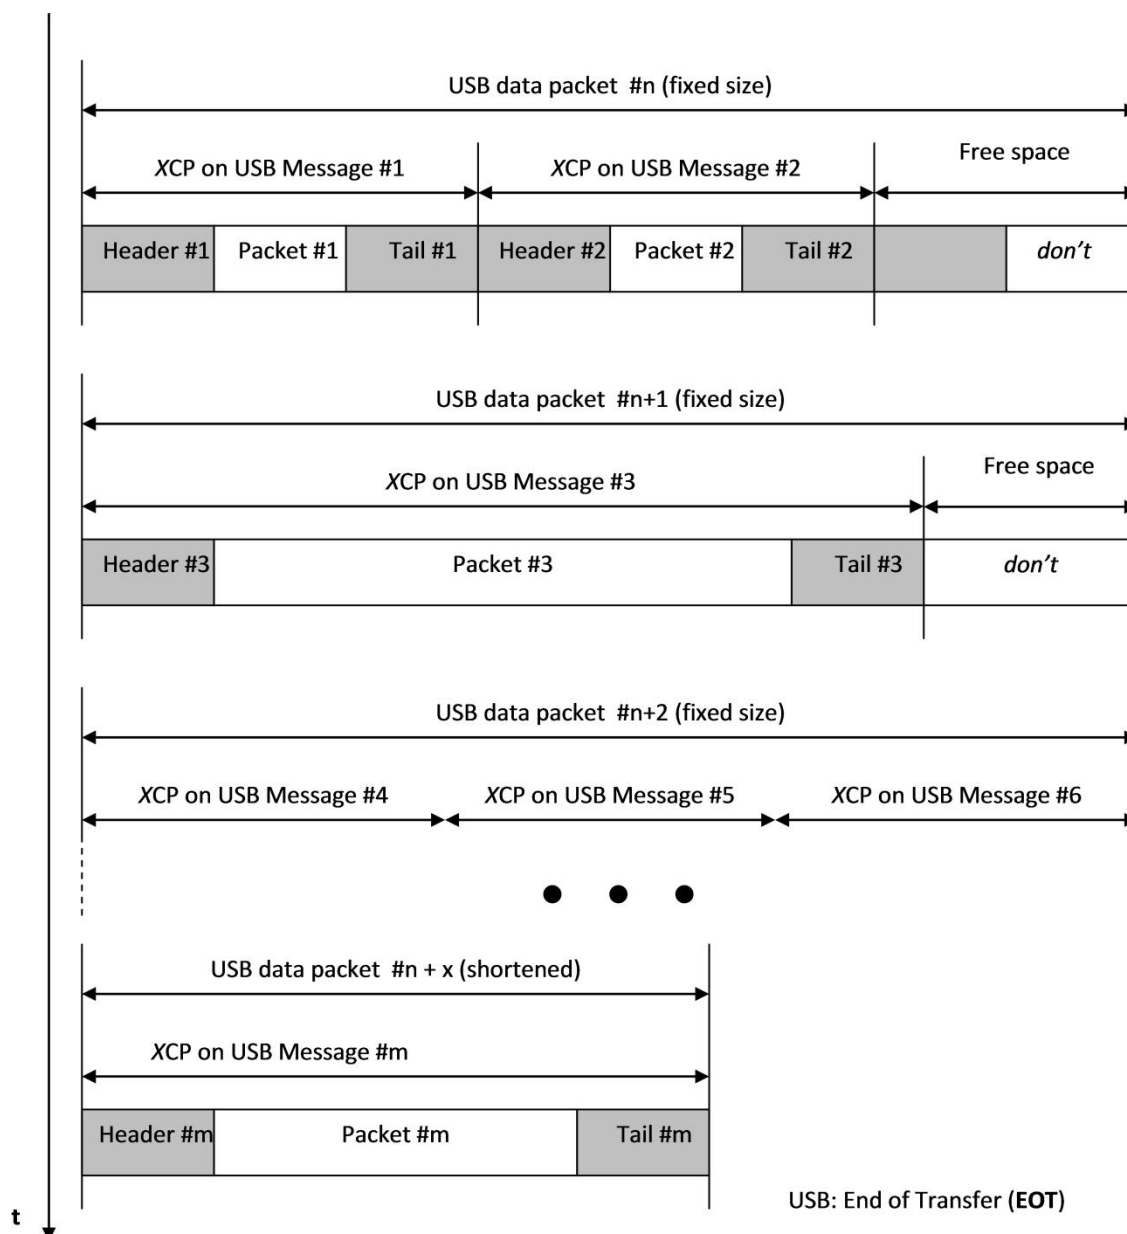 USB data packet #n (fixed size)
XCP on USB Message #1
XCP on USB Message #2
Free space
Header #1
Packet #1
Tail #1
Header #2
Packet #2
Tail #2
don't
USB data packet #n+1 (fixed size)
XCP on USB Message #3
Free space
Header #3
Packet #3
Tail #3
don't
USB data packet #n+2 (fixed size)
XCP on USB Message #4
XCP on USB Message #5
XCP on USB Message #6
USB data packet #n + x (shortened)
XCP on USB Message #m
Header #m
Packet #m
Tail #m
USB: End of Transfer (EOT)
t